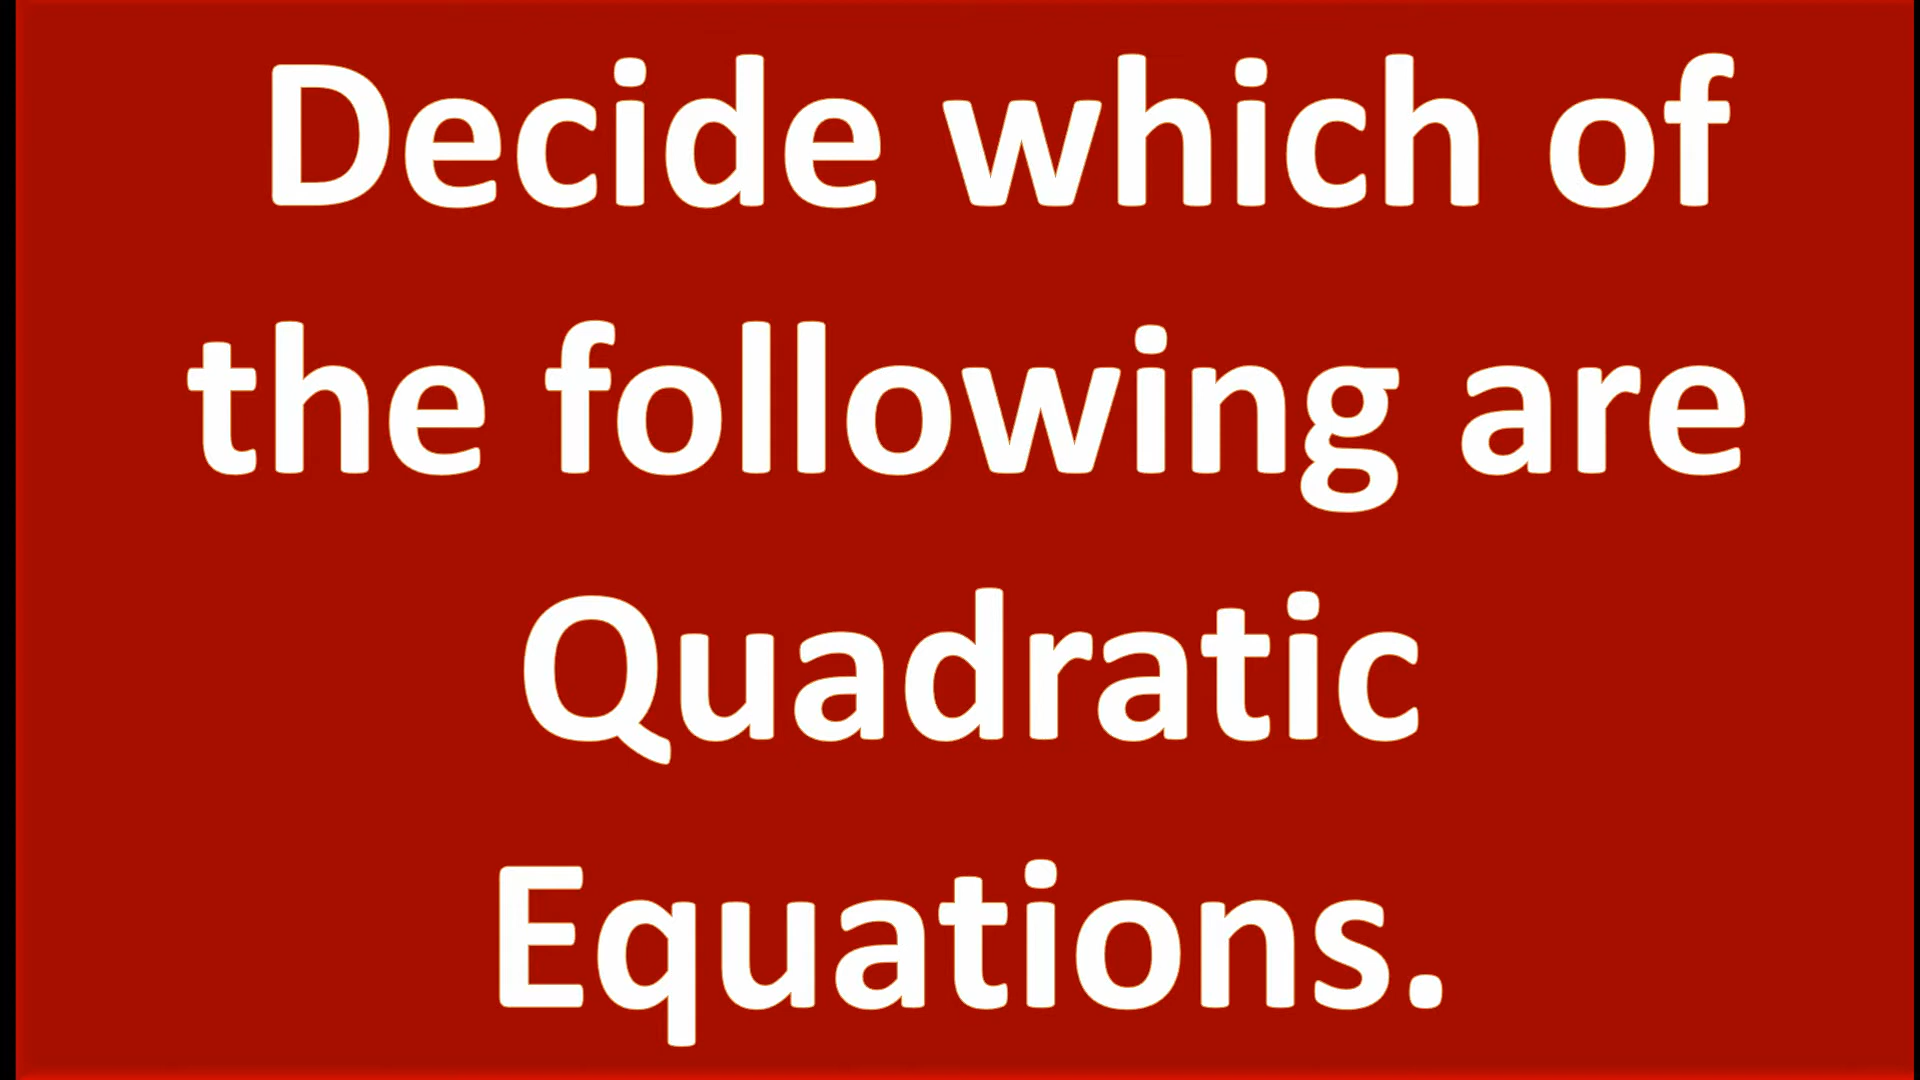 Decide which of
the following are
Quadratic
Equations.